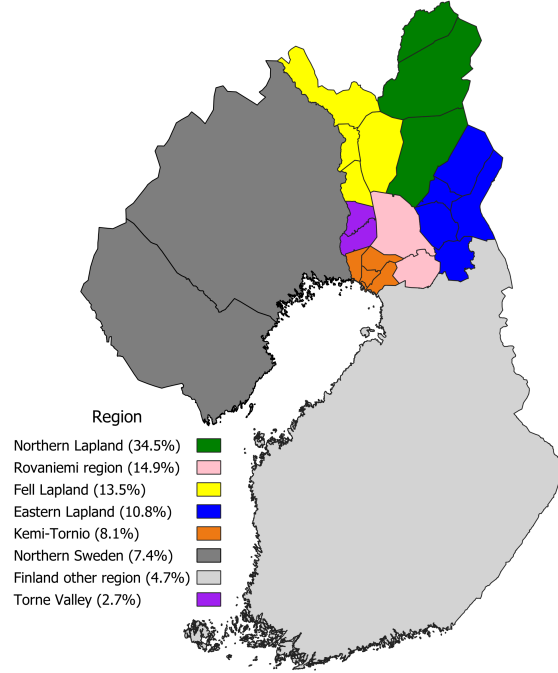 Region
Northern Lapland (34.5%)
Rovaniemi region (14.9%)
Fell Lapland (13.5%)
Eastern Lapland (10.8%)
Kemi-Tornio (8.1%)
Northern Sweden (7.4%)
Finland other region (4.7%)
Torne Valley (2.7%)